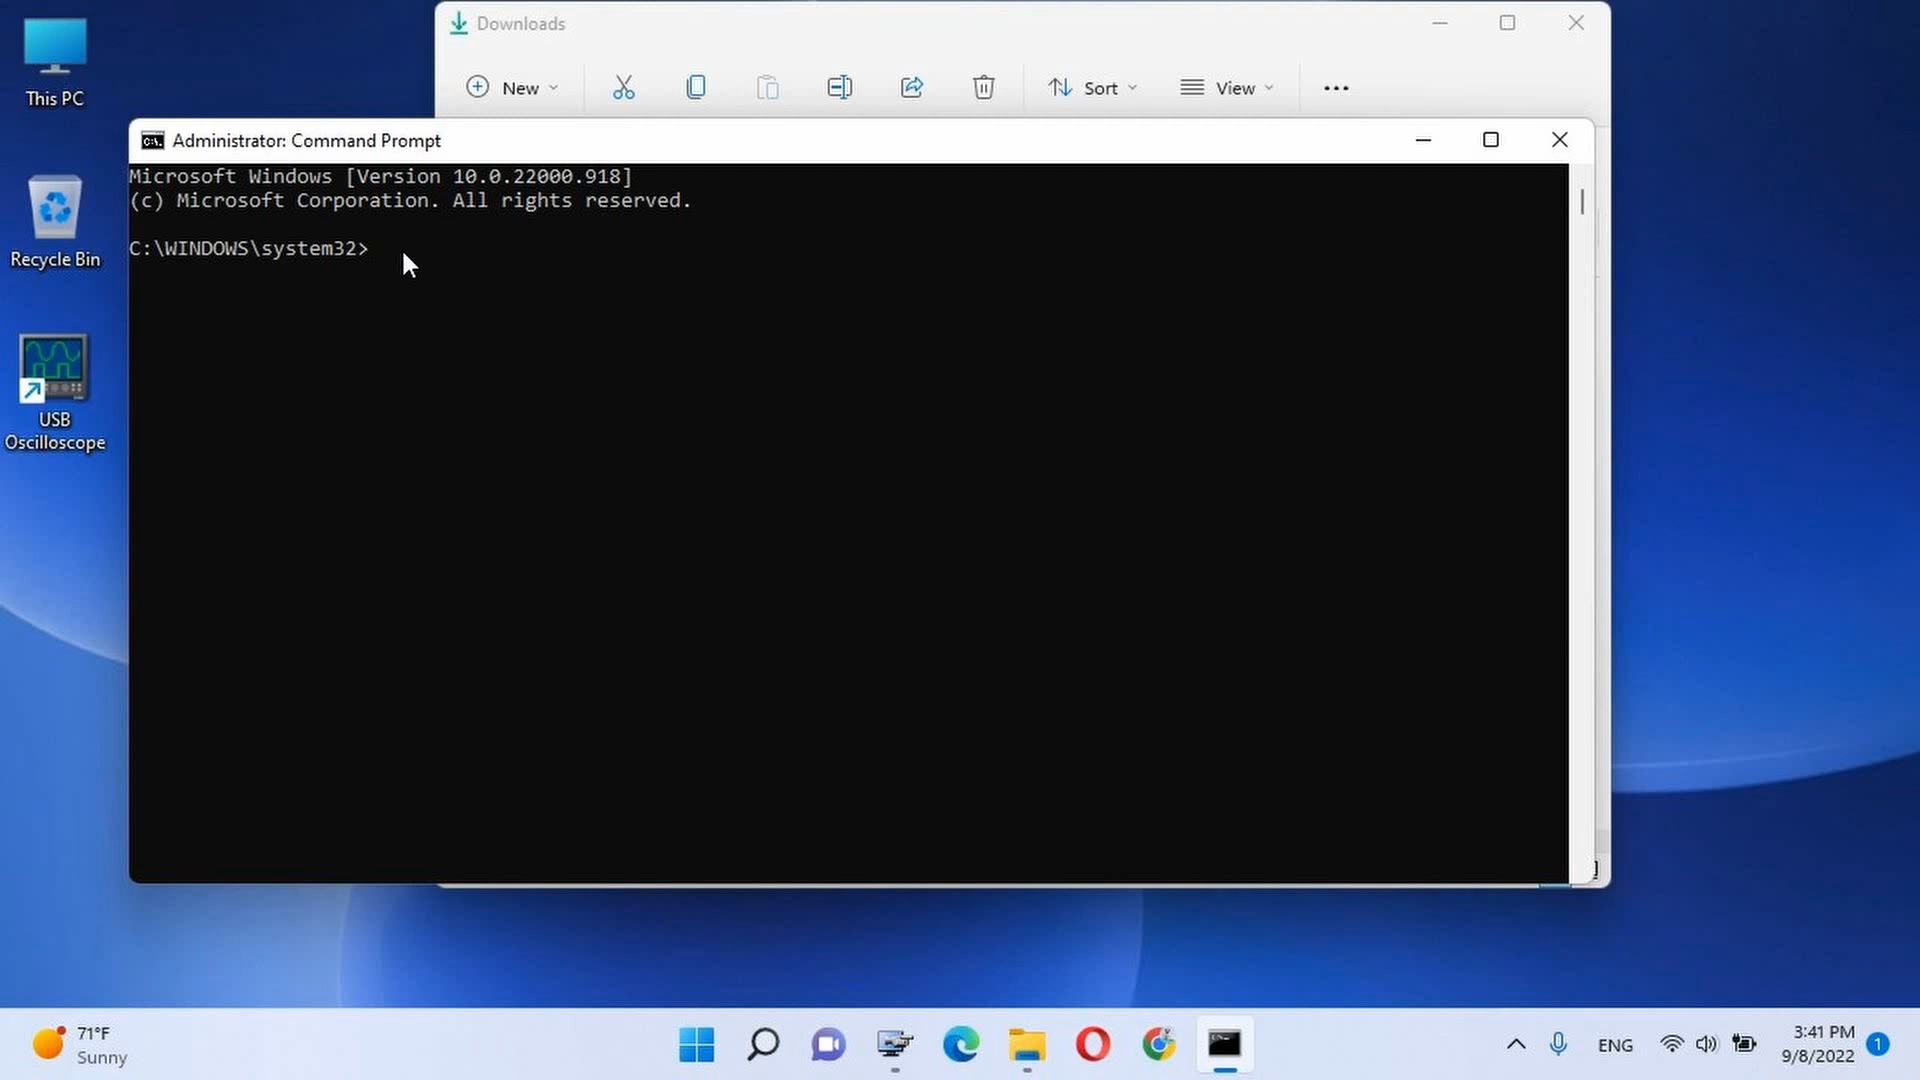 Downloads
New
Sort
View
This PC
Administrator: Command Prompt
Microsoft Windows [Version 10.0.22000.918]
(c) Microsoft Corporation. All rights reserved.
C:\WINDOWS\system32>
Recycle Bin
USB
Oscilloscope
71°F
Sunny
ENG
3:41 PM
9/8/2022
1